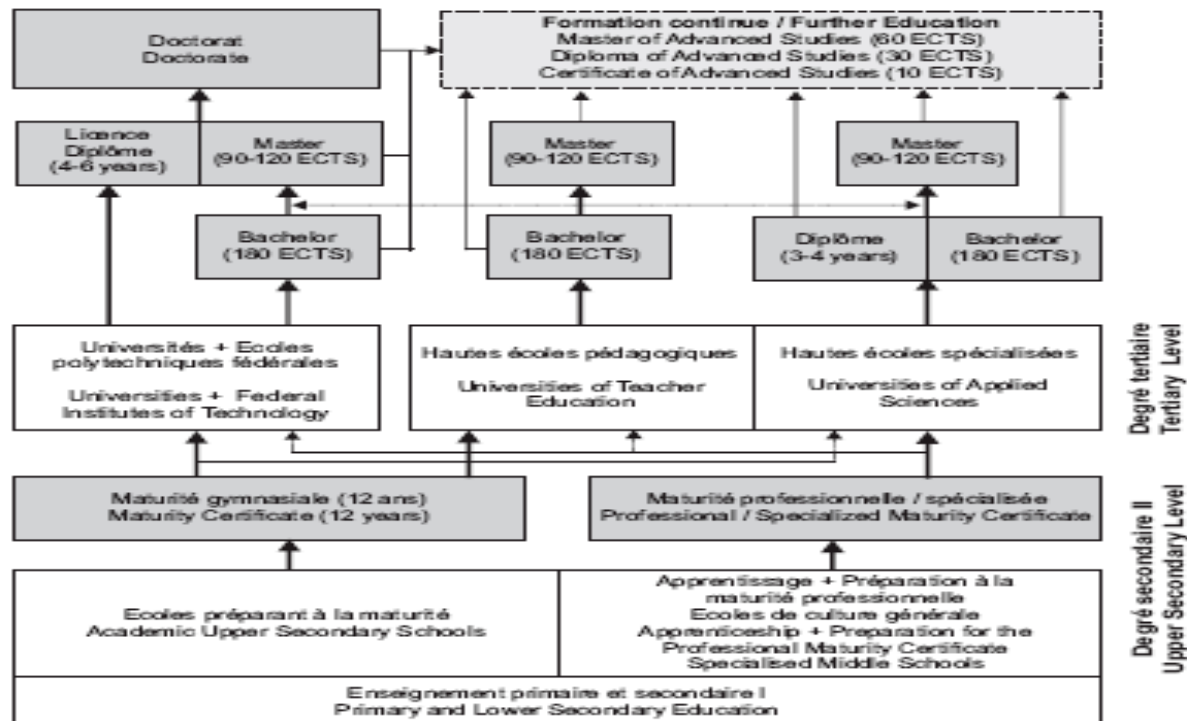 Doctorat
Doctorate
Formation continue / Further Education
Master of Advanced Studies (60 ECTS)
Diploma of Advanced Studies (30 ECTS)
Certificate of Advanced Studies (10 ECTS)
Licence
Diplôme
(4-6 years)
Master
(90-120 ECTS)
Master
(90-120 ECTS)
Master
(90-120 ECTS)
Bachelor
(180 ECTS)
Bachelor
(180 ECTS)
Diplôme
(3-4 years)
Bachelor
(180 ECTS)
Universités + Ecoles
polytechniques fédérales
Universities + Federal
Institutes of Technology
Hautes écoles pédagogiques
Universities of Teacher
Education
Hautes écoles spécialisées
Universities of Applied
Sciences
Degré tertiaire
Tertiary Level
Maturité gymnasiale (12 ans)
Maturity Certificate (12 years)
Maturité professionnelle / spécialisée
Professional / Specialized Maturity Certificate
Ecoles préparant à la maturité
Academic Upper Secondary Schools
Apprentissage + Préparation à la
maturité professionnelle
Ecoles de culture générale
Apprenticeship + Preparation for the
Professional Maturity Certificate
Specialised Middle Schools
Degré secondaire II
Upper Secondary Level
Enseignement primaire et secondaire I
Primary and Lower Secondary Education